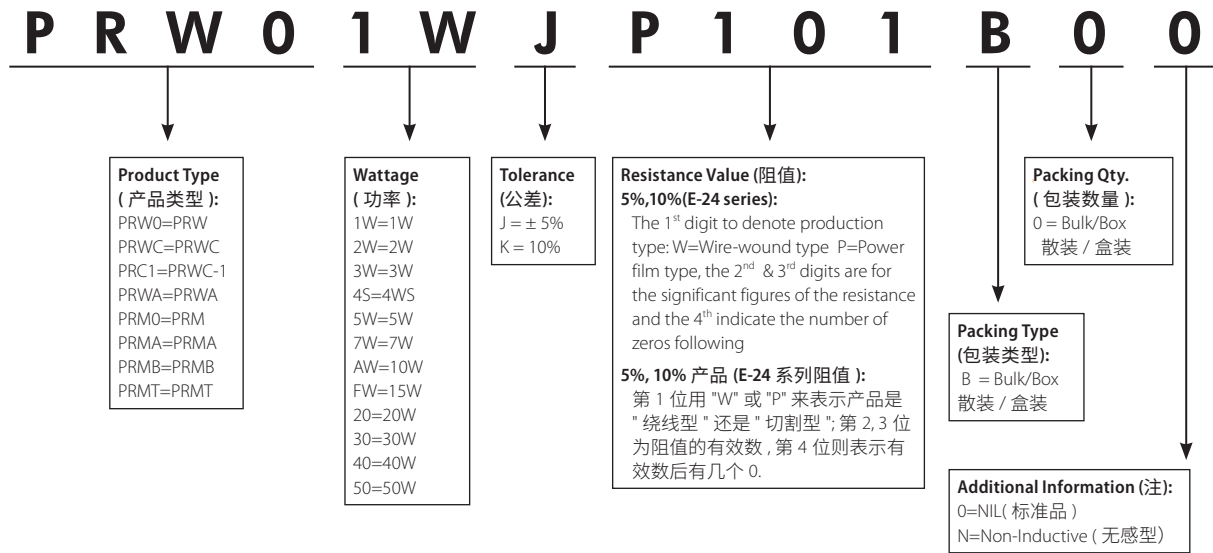 P R W 0 1 W J P 1 0 1 B 0 0
Product Type
( 产品类型 ):
PRW0=PRW
PRWC=PRWC
PRC1=PRWC-1
PRWA=PRWA
PRM0=PRM
PRMA=PRMA
PRMB=PRMB
PRMT=PRMT
Wattage
( 功率 ):
1W=1W
2W=2W
3W=3W
4S=4WS
5W=5W
7W=7W
AW=10W
FW=15W
20=20W
30=30W
40=40W
50=50W
Tolerance
(公差):
J = ± 5%
K = 10%
Resistance Value (阻值):
5%,10%(E-24 series):
The 1st digit to denote production
type: W=Wire-wound type P=Power
film type, the 2nd & 3rd digits are for
the significant figures of the resistance
and the 4th indicate the number of
zeros following
5%, 10% 产品 (E-24 系列阻值 ):
第 1 位用 "W" 或 "P" 来表示产品是
" 绕线型 " 还是 " 切割型 "; 第 2, 3 位
为阻值的有效数 , 第 4 位则表示有
效数后有几个 0.
Packing Qty.
( 包装数量 ):
0 = Bulk/Box
散装 / 盒装
Packing Type
(包装类型):
B = Bulk/Box
散装 / 盒装
Additional Information (注):
0=NIL( 标准品 )
N=Non-Inductive ( 无感型)